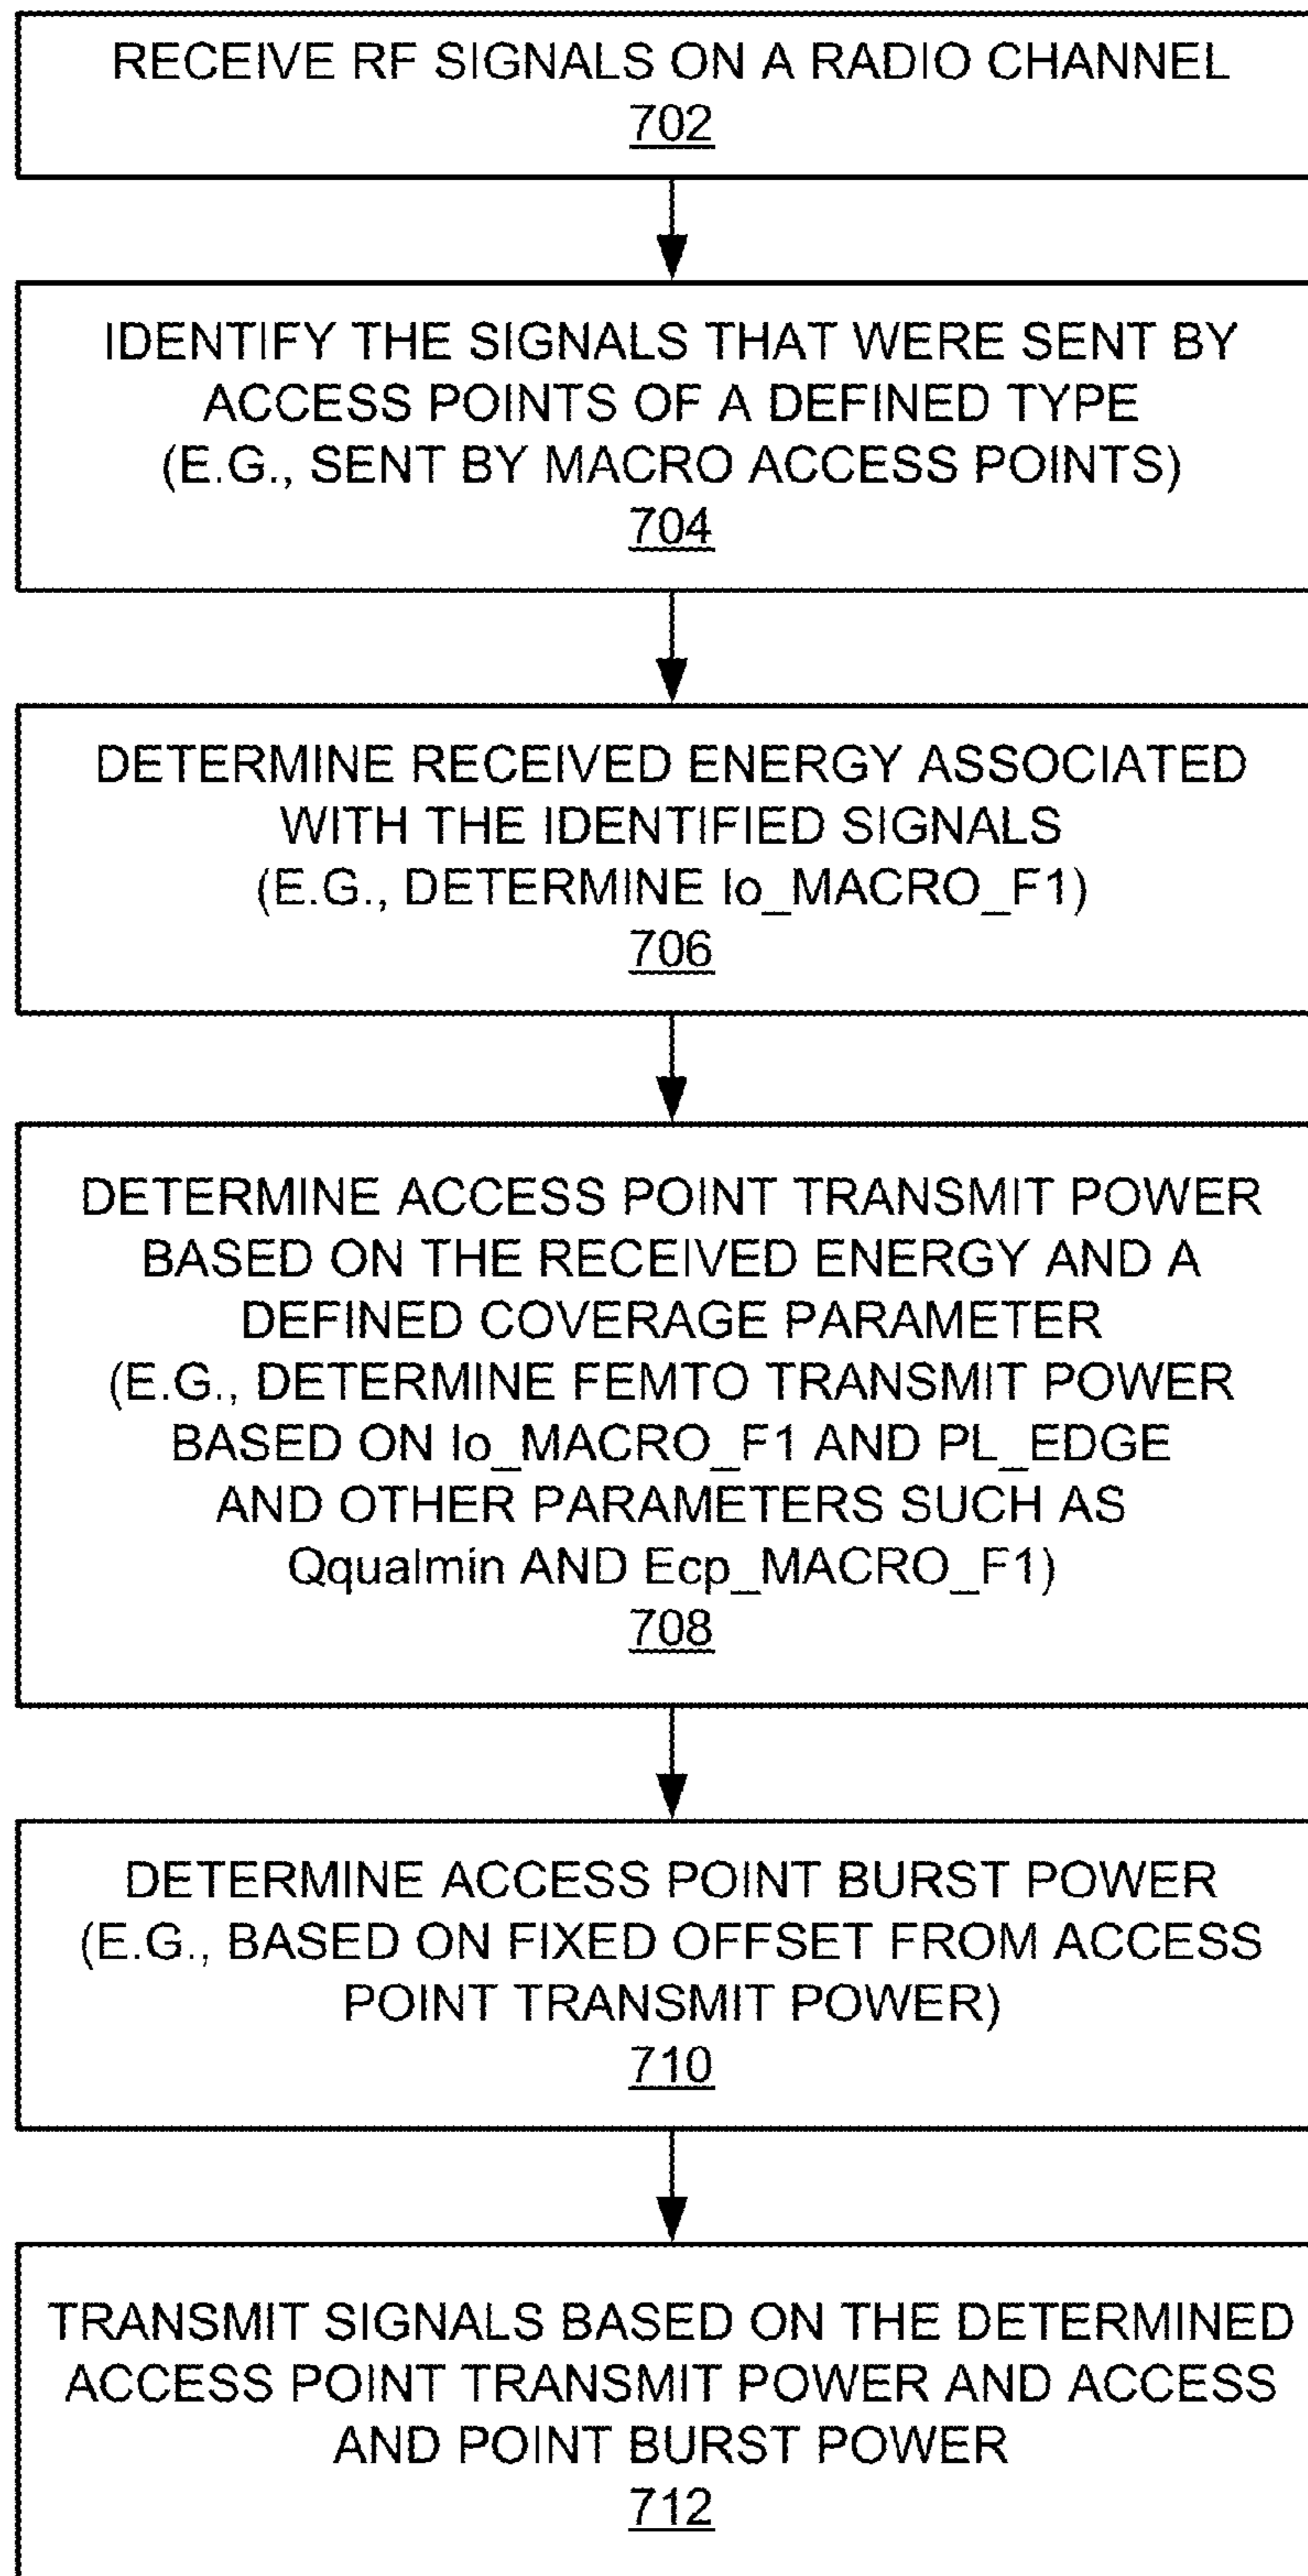 RECEIVE RF SIGNALS ON A RADIO CHANNEL
702
IDENTIFY THE SIGNALS THAT WERE SENT BY
ACCESS POINTS OF A DEFINED TYPE
(E.G., SENT BY MACRO ACCESS POINTS)
704
DETERMINE RECEIVED ENERGY ASSOCIATED
WITH THE IDENTIFIED SIGNALS
(E.G., DETERMINE Io_MACRO_F1)
706
DETERMINE ACCESS POINT TRANSMIT POWER
BASED ON THE RECEIVED ENERGY AND A
DEFINED COVERAGE PARAMETER
(E.G., DETERMINE FEMTO TRANSMIT POWER
BASED ON Io_MACRO_F1 AND PL_EDGE
AND OTHER PARAMETERS SUCH AS
Qqualmin AND Ecp_MACRO_F1)
708
DETERMINE ACCESS POINT BURST POWER
(E.G., BASED ON FIXED OFFSET FROM ACCESS
POINT TRANSMIT POWER)
710
TRANSMIT SIGNALS BASED ON THE DETERMINED
ACCESS POINT TRANSMIT POWER AND ACCESS
AND POINT BURST POWER
712